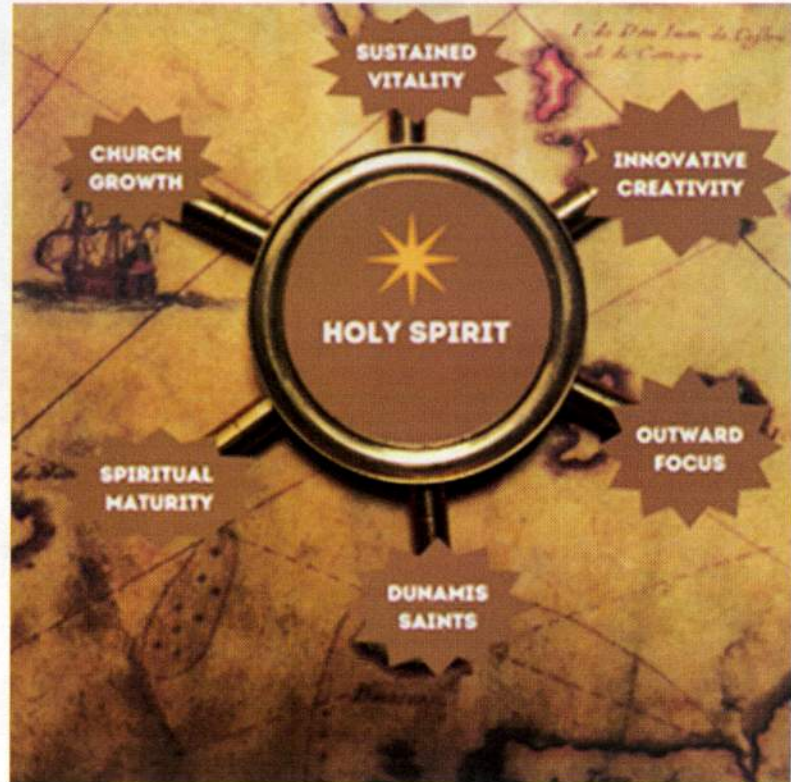 SUSTAINED
VITALITY
INNOVATIVE
CREATIVITY
OUTWARD
FOCUS
DUNAMIS
SAINTS
SPIRITUAL
MATURITY
CHURCH
GROWTH
HOLY SPIRIT